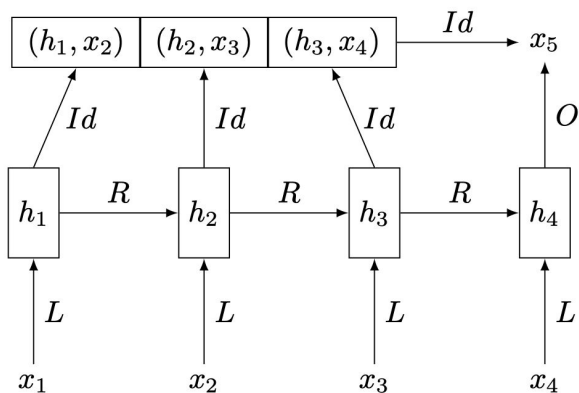 (h₁, x₂) (h₂, x₃) (h₃, x₄) Id x₅
Id Id Id O
h₁ R h₂ R h₃ R h₄
L L L L
x₁ x₂ x₃ x₄